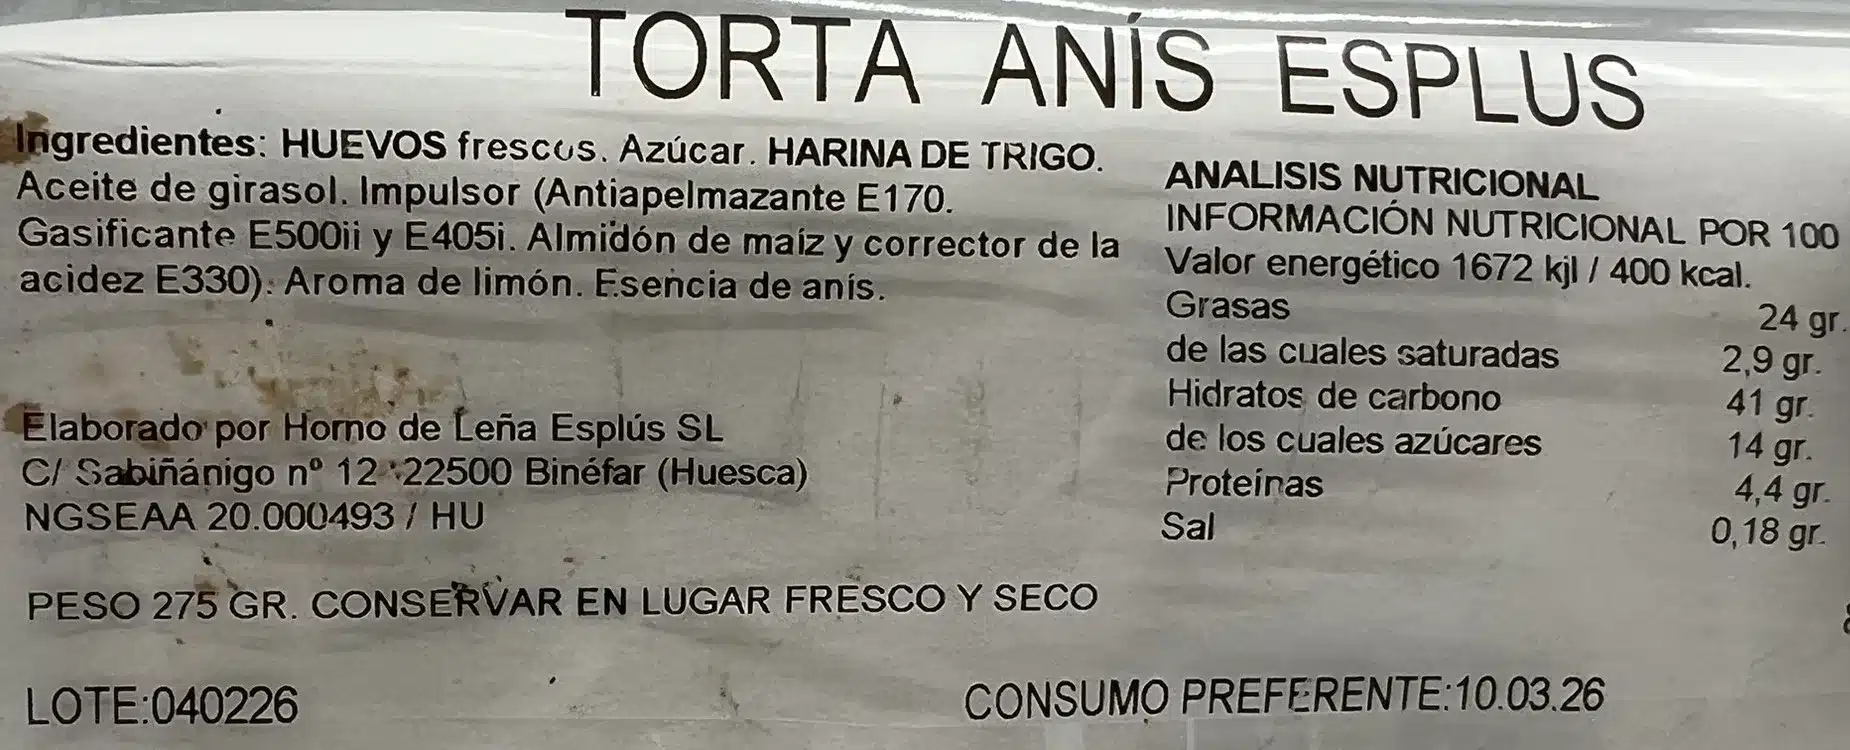 TORTA ANÍS ESPLUS
Ingredientes: HUEVOS frescos. Azúcar. HARINA DE TRIGO.
Aceite de girasol. Impulsor (Antiapelmazante E170.
Gasificante E500ii y E405i. Almidón de maíz y corrector de la
acidez E330). Aroma de limón. Esencia de anís.
Elaborado por Horno de Leña Esplús SL
C/ Sabiñánigo nº 12 22500 Binéfar (Huesca)
NGSEAA 20.000493 / HU
PESO 275 GR. CONSERVAR EN LUGAR FRESCO Y SECO
LOTE:040226
ANALISIS NUTRICIONAL
INFORMACIÓN NUTRICIONAL POR 100
Valor energético 1672 kjl / 400 kcal.
Grasas 24 gr.
de las cuales saturadas 2,9 gr.
Hidratos de carbono 41 gr.
de los cuales azúcares 14 gr.
Proteínas 4,4 gr.
Sal 0,18 gr.
CONSUMO PREFERENTE:10.03.26